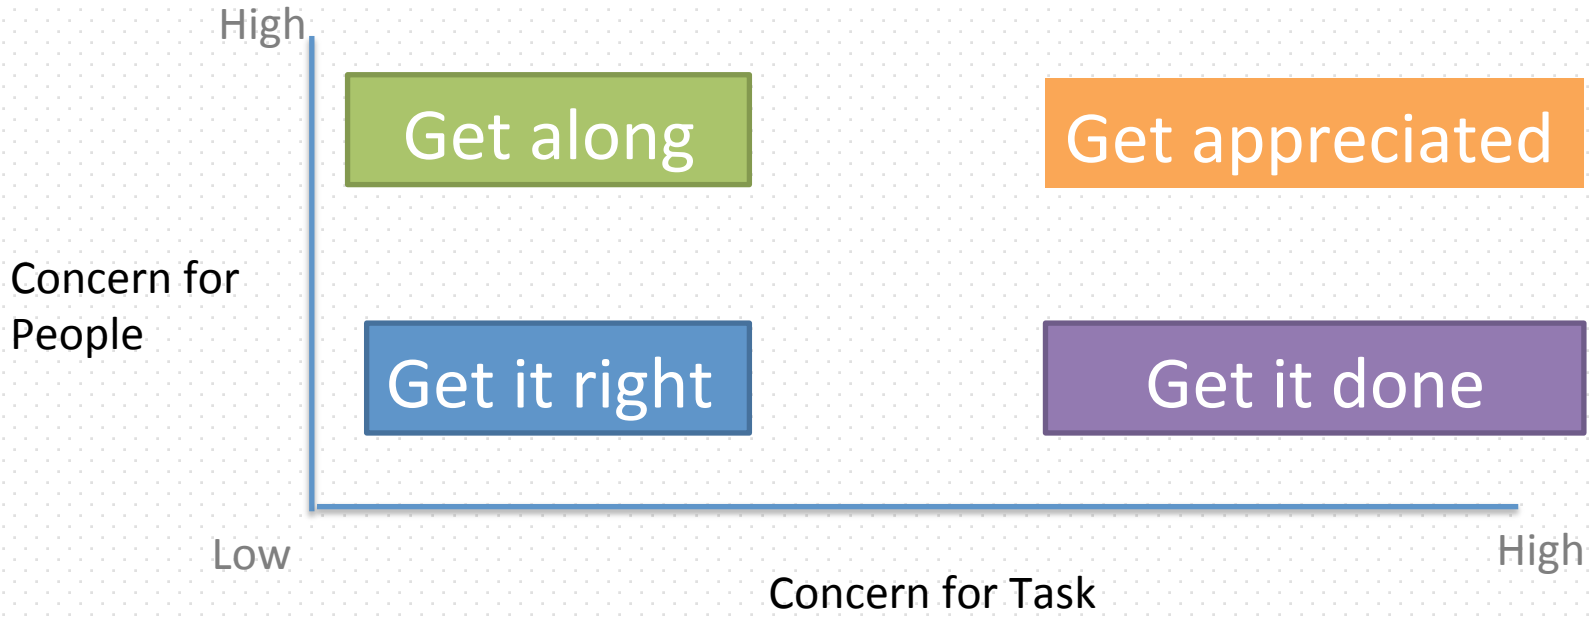 High
Get along
Get appreciated
Concern for
People
Get it right
Get it done
Low
High
Concern for Task